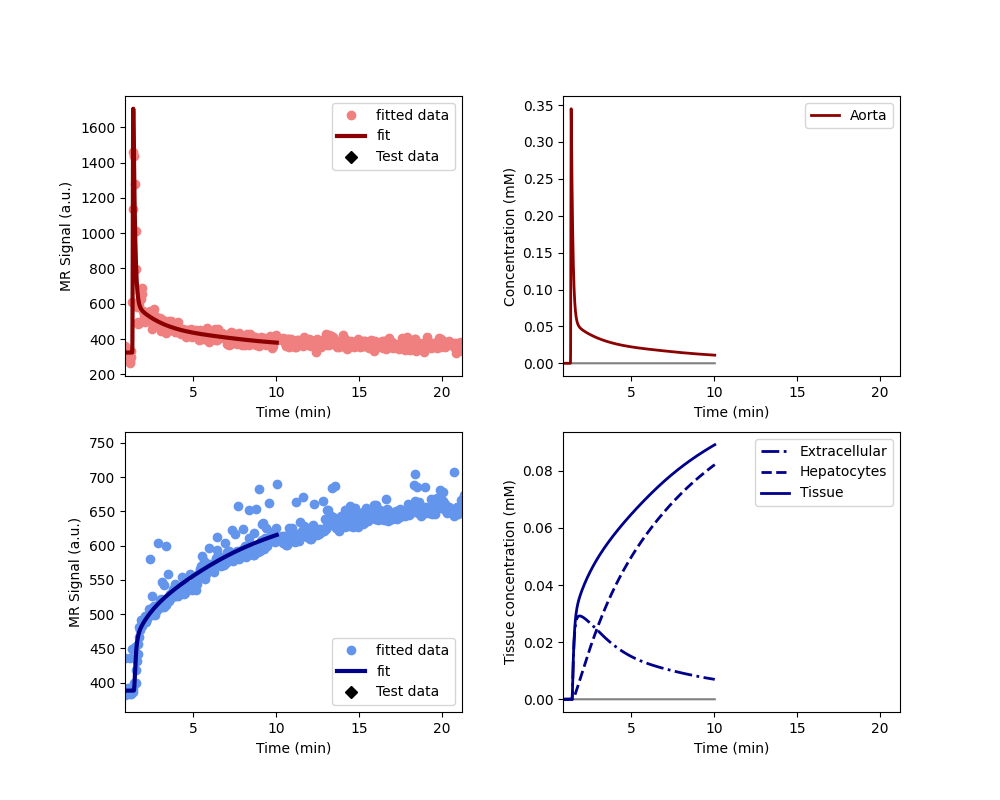 1600
1400
1200
1000
800
600
400
200
MR Signal (a.u.)
5
10
15
20
Time (min)
fitted data
fit
Test data
0.35
0.30
0.25
0.20
0.15
0.10
0.05
0.00
Concentration (mM)
5
10
15
20
Time (min)
Aorta
750
700
650
600
550
500
450
400
MR Signal (a.u.)
5
10
15
20
Time (min)
fitted data
fit
Test data
0.08
0.06
0.04
0.02
0.00
Tissue concentration (mM)
5
10
15
20
Time (min)
Extracellular
Hepatocytes
Tissue